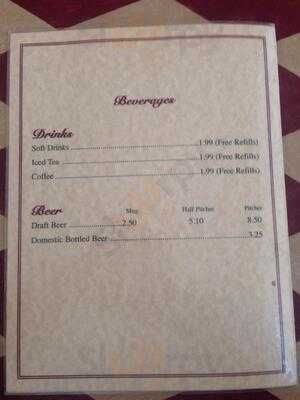 Beverages
Drinks
Soft Drinks 1.99 (Free Refills)
Iced Tea 1.99 (Free Refills)
Coffee 1.99 (Free Refills)
Beer Mug Half Pitcher Pitcher
Draft Beer 2.50 5.10 8.50
Domestic Bottled Beer 3.25